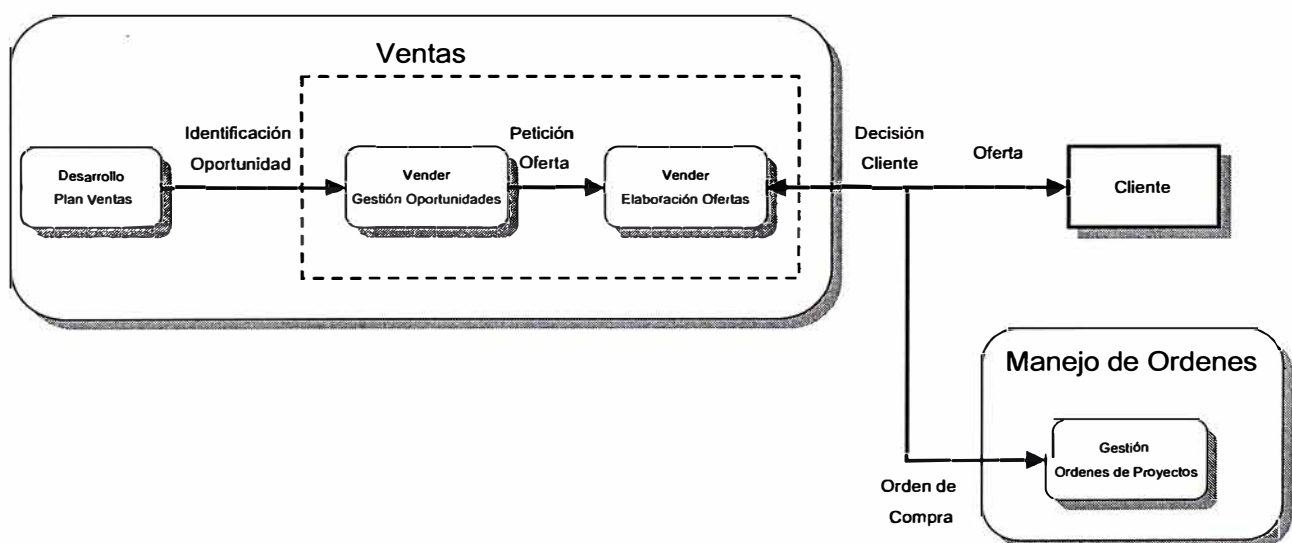 Ventas
Identificación
Oportunidad
Petición
Oferta
Decisión
Cliente
Oferta
Desarrollo
Plan Ventas
Vender
Gestión Oportunidades
Vender
Elaboración Ofertas
Cliente
Manejo de Ordenes
Gestión
Ordenes de Proyectos
Orden de
Compra